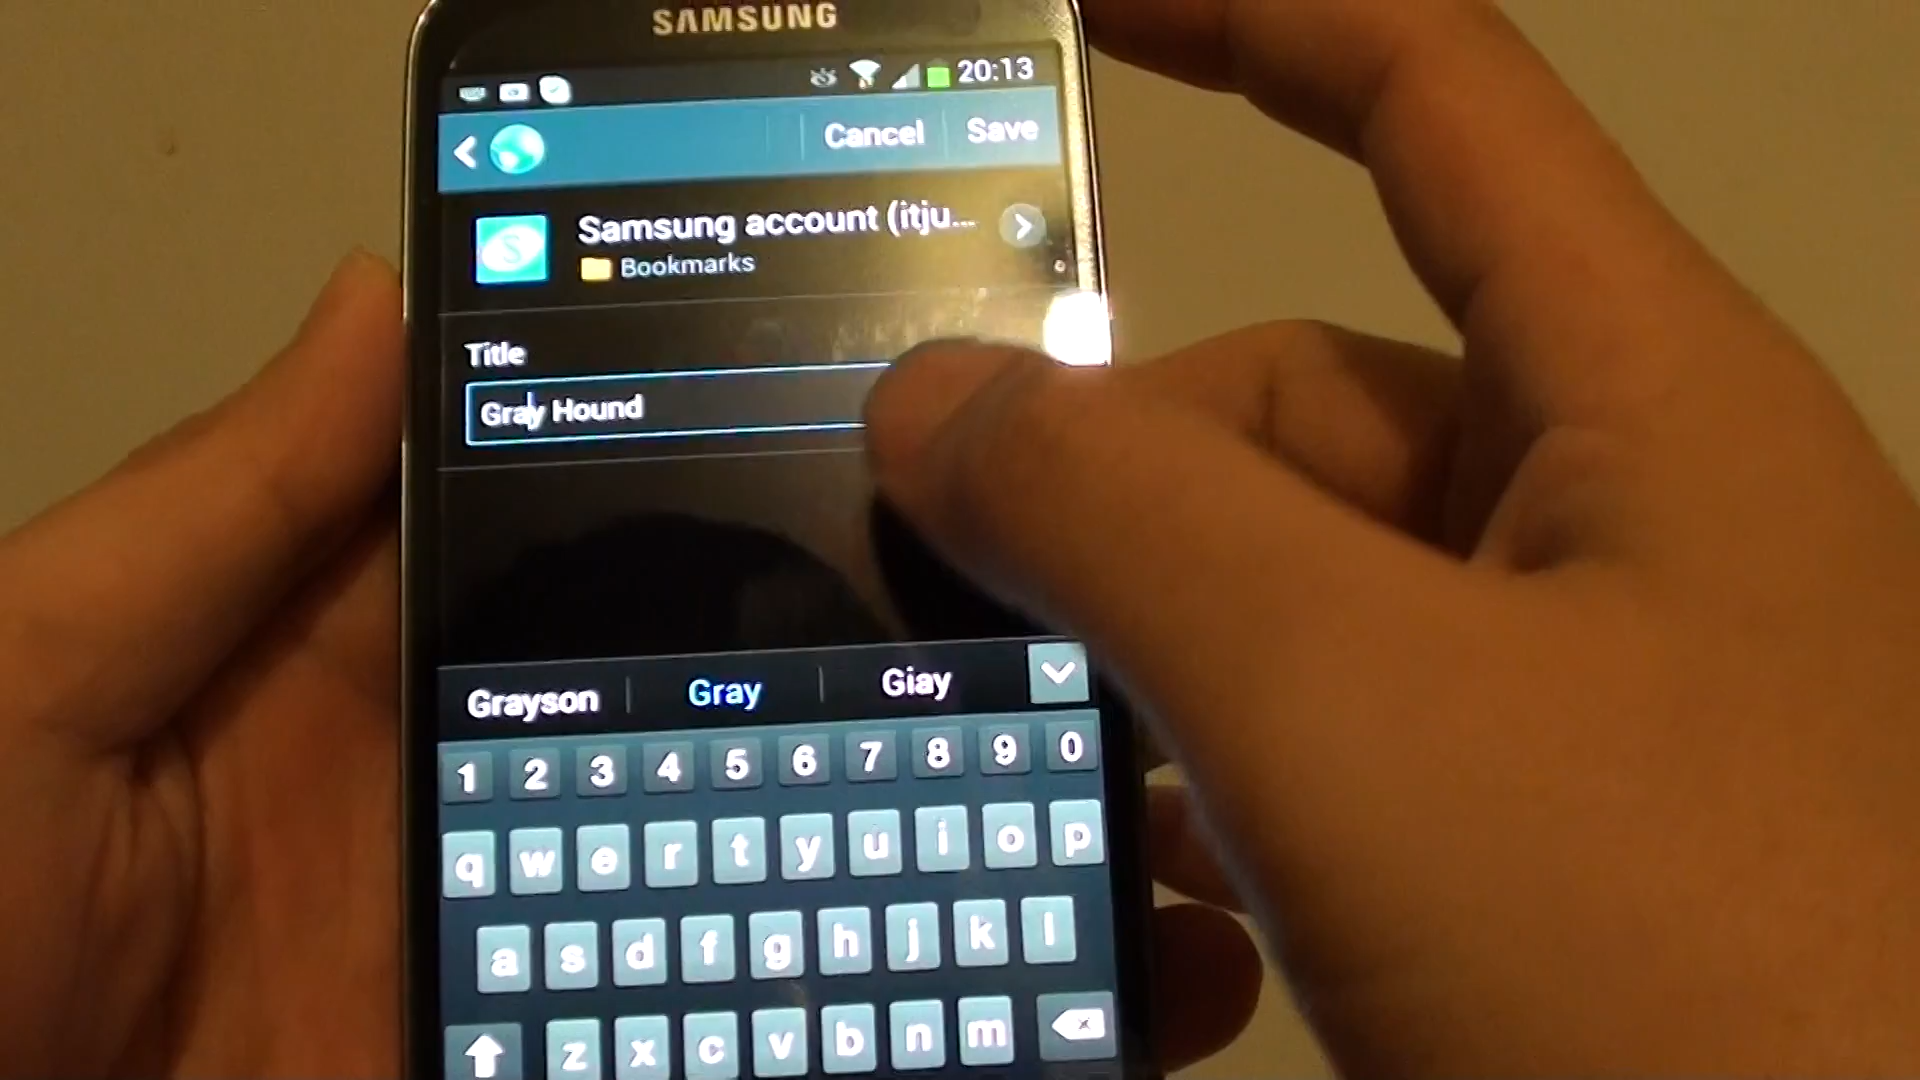 SAMSUNG
20:13
Cancel Save
Samsung account (itju...
Bookmarks
Title
Gray Hound
Grayson Gray Giay
1 2 3 4 5 6 7 8 9 0
q w e r t y u i o p
a s d f g h j k l
z x c v b n m